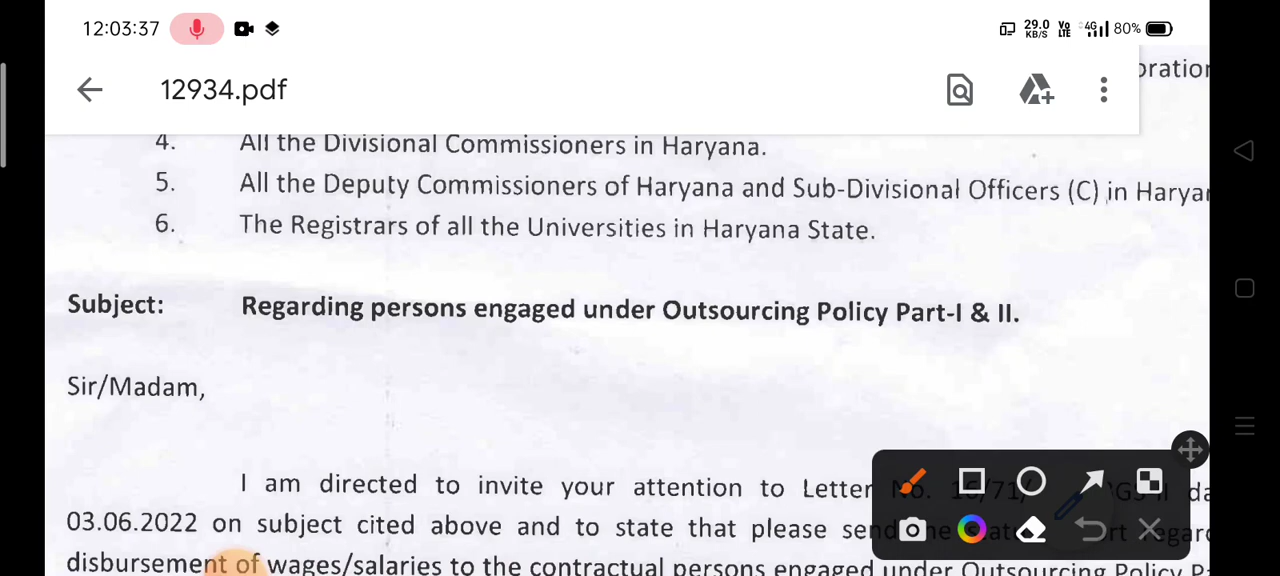 12:03:37 29.0 KB/S Vo LTE 4G 80%
12934.pdf
4. All the Divisional Commissioners in Haryana.
5. All the Deputy Commissioners of Haryana and Sub-Divisional Officers (C) in
6. The Registrars of all the Universities in Haryana State.
Subject: Regarding persons engaged under Outsourcing Policy Part-I & II.
Sir/Madam,
I am directed to invite your attention to Letter No.
03.06.2022 on subject cited above and to state that please
disbursement of wages/salaries to the contractual persons engaged under Outsourcing Policy